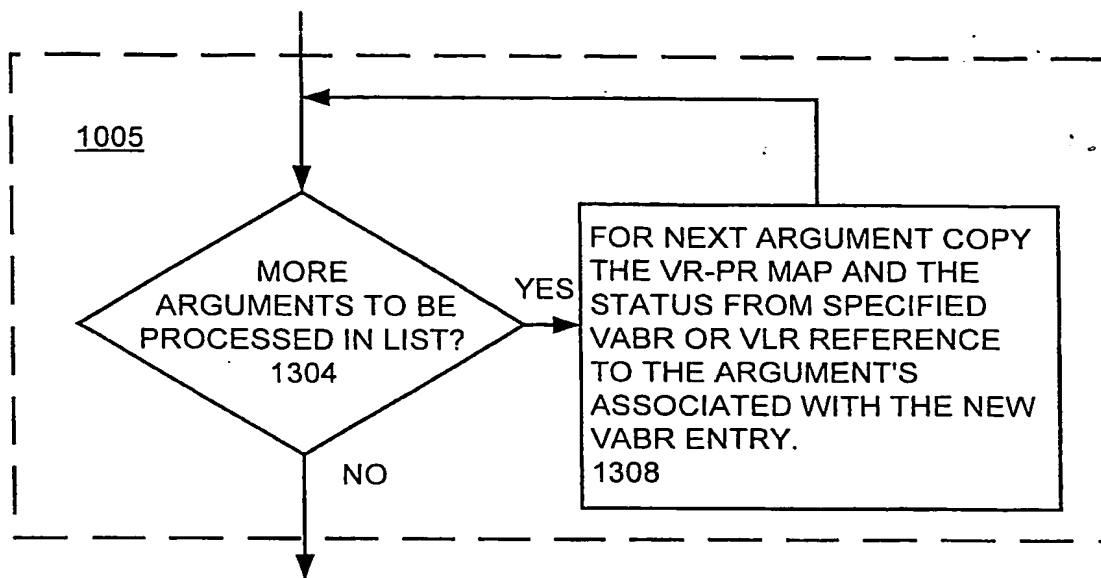 1005
MORE
ARGUMENTS TO BE
PROCESSED IN LIST?
1304
YES
NO
FOR NEXT ARGUMENT COPY
THE VR-PR MAP AND THE
STATUS FROM SPECIFIED
VABR OR VLR REFERENCE
TO THE ARGUMENT'S
ASSOCIATED WITH THE NEW
VABR ENTRY.
1308